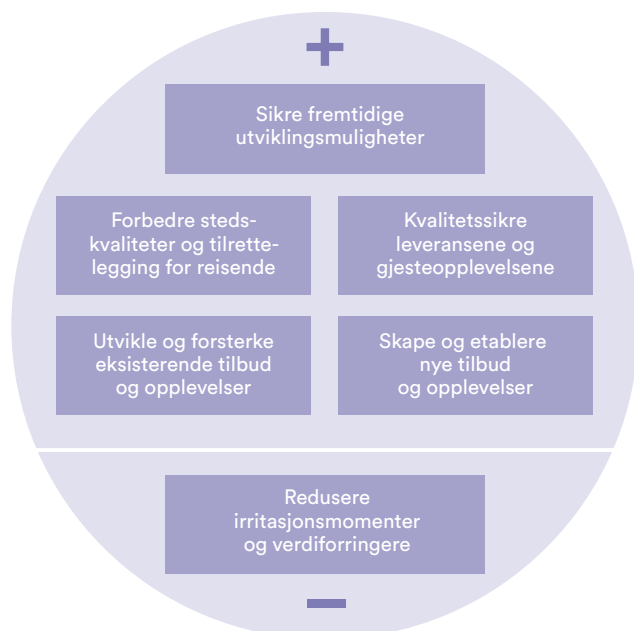 +
Sikre fremtidige
utviklingsmuligheter
Forbedre steds-
kvaliteter og tilrette-
legging for reisende
Kvalitetssikre
leveransene og
gjesteopplevelsene
Utvikle og forsterke
eksisterende tilbud
og opplevelser
Skape og etablere
nye tilbud
og opplevelser
Redusere
irritasjonsmomenter
og verdiforringere
–